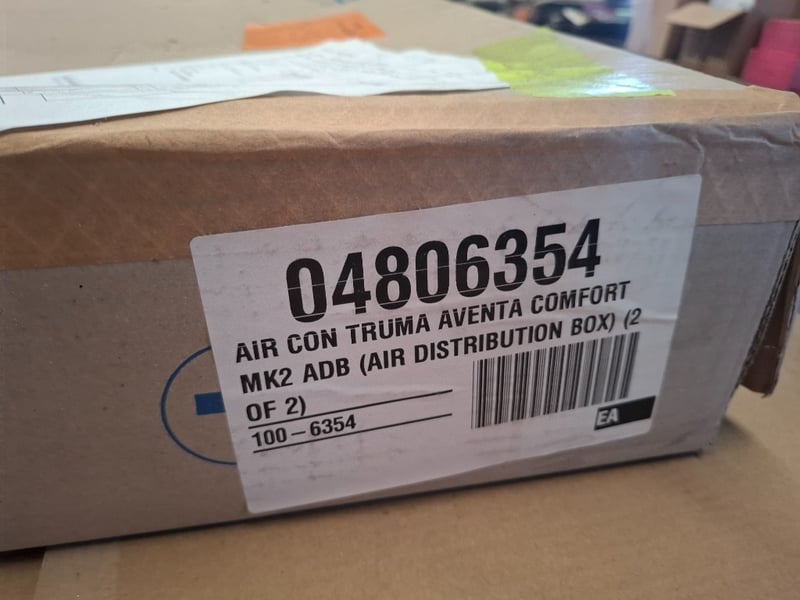 04806354
AIR CON TRUMA AVENTA COMFORT
MK2 ADB (AIR DISTRIBUTION BOX) (2
OF 2)
100-6354
EA